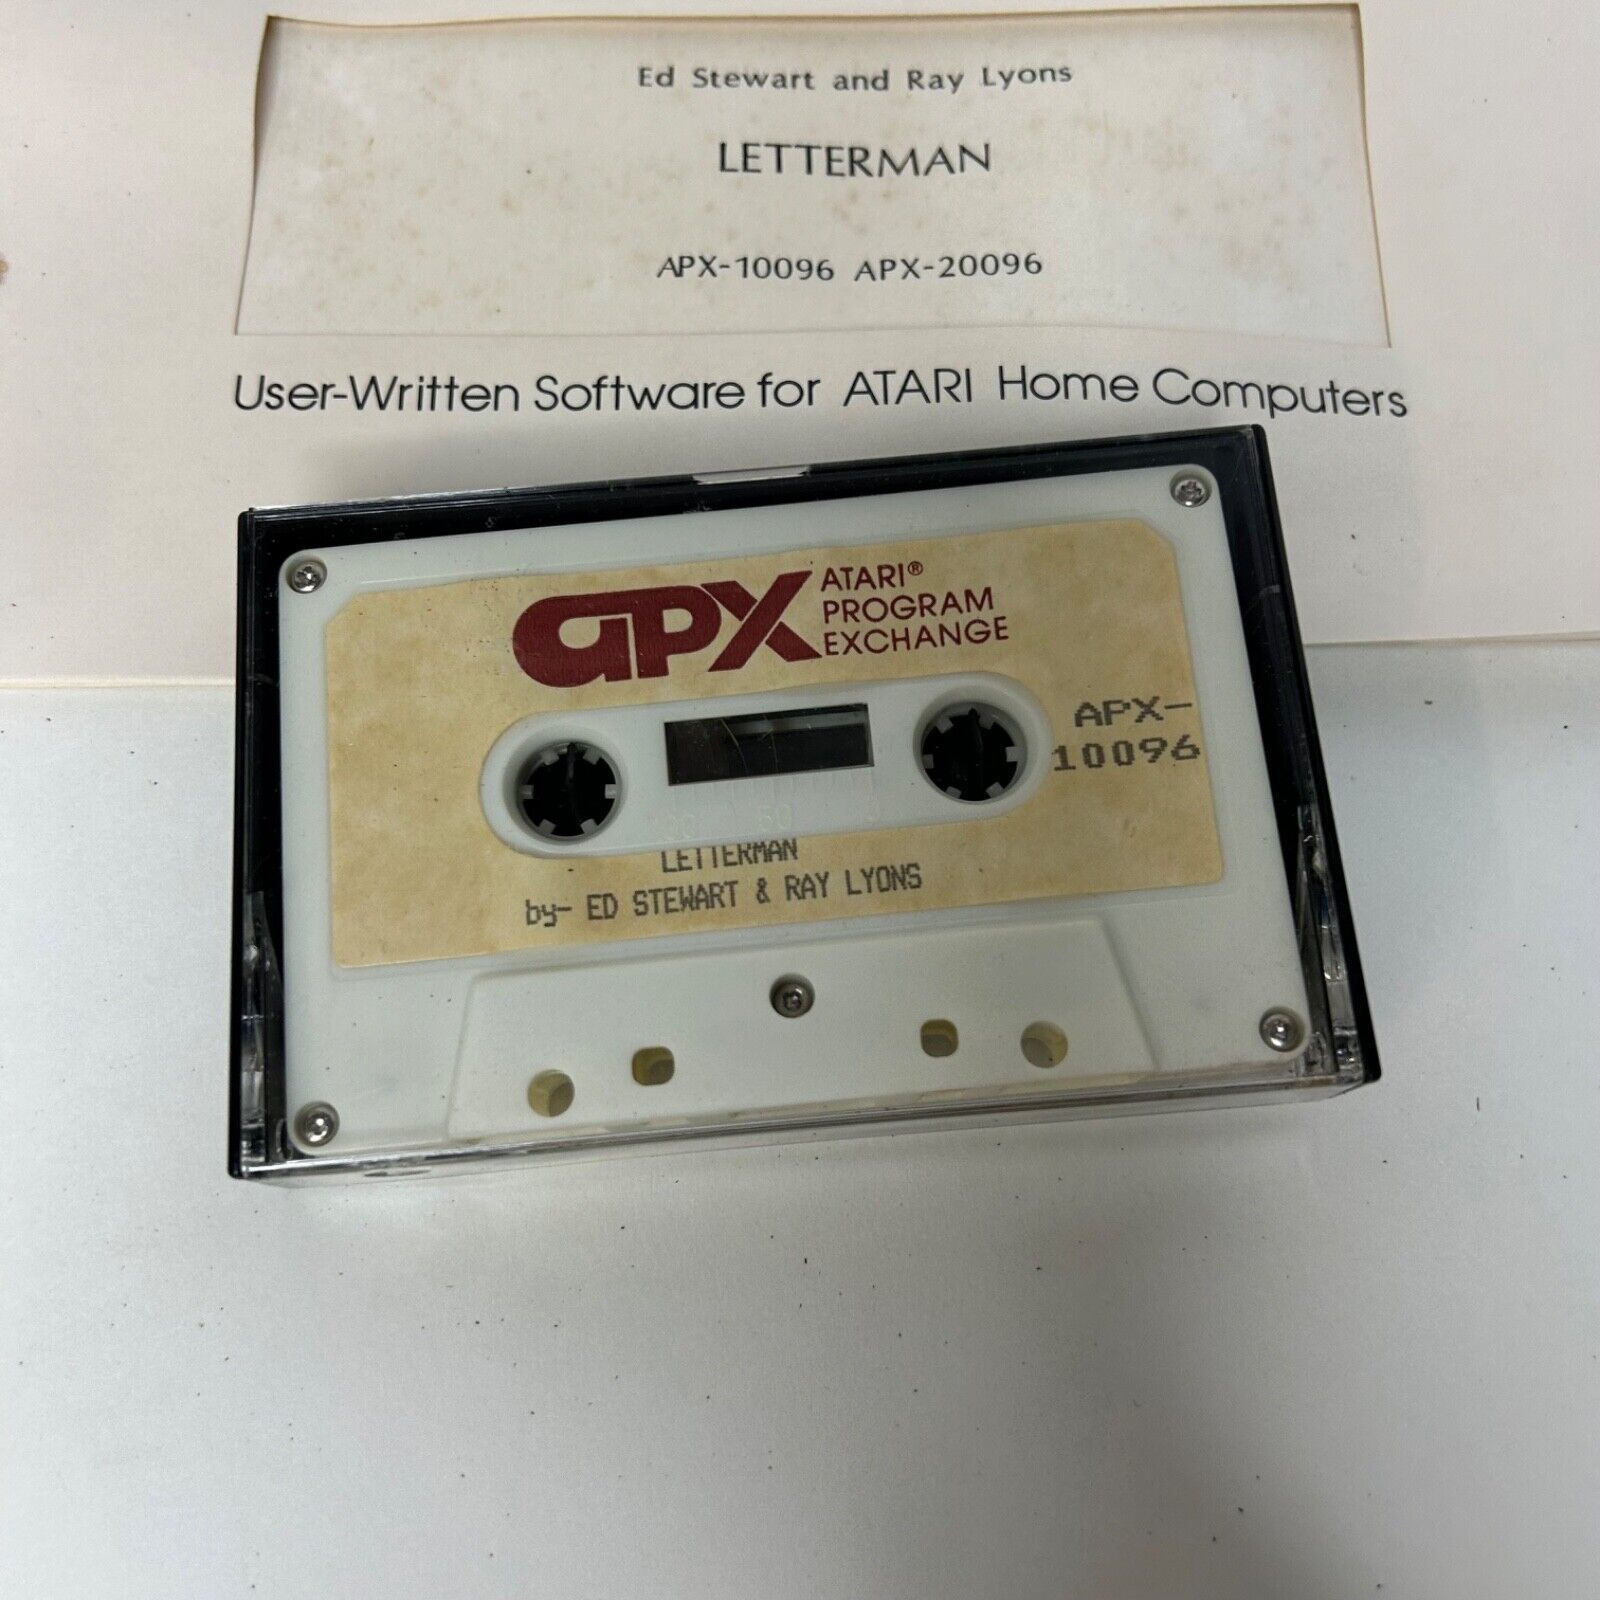 Ed Stewart and Ray Lyons
LETTERMAN
APX-10096 APX-20096
User-Written Software for ATARI Home Computers
APX
ATARI®
PROGRAM
EXCHANGE
APX-
10096
50
LETTERMAN
by- ED STEWART & RAY LYONS